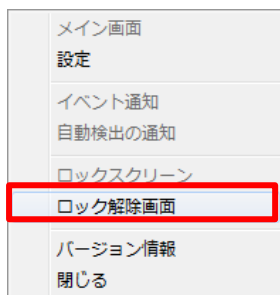 メイン画面
設定
イベント通知
自動検出の通知
ロックスクリーン
ロック解除画面
バージョン情報
閉じる